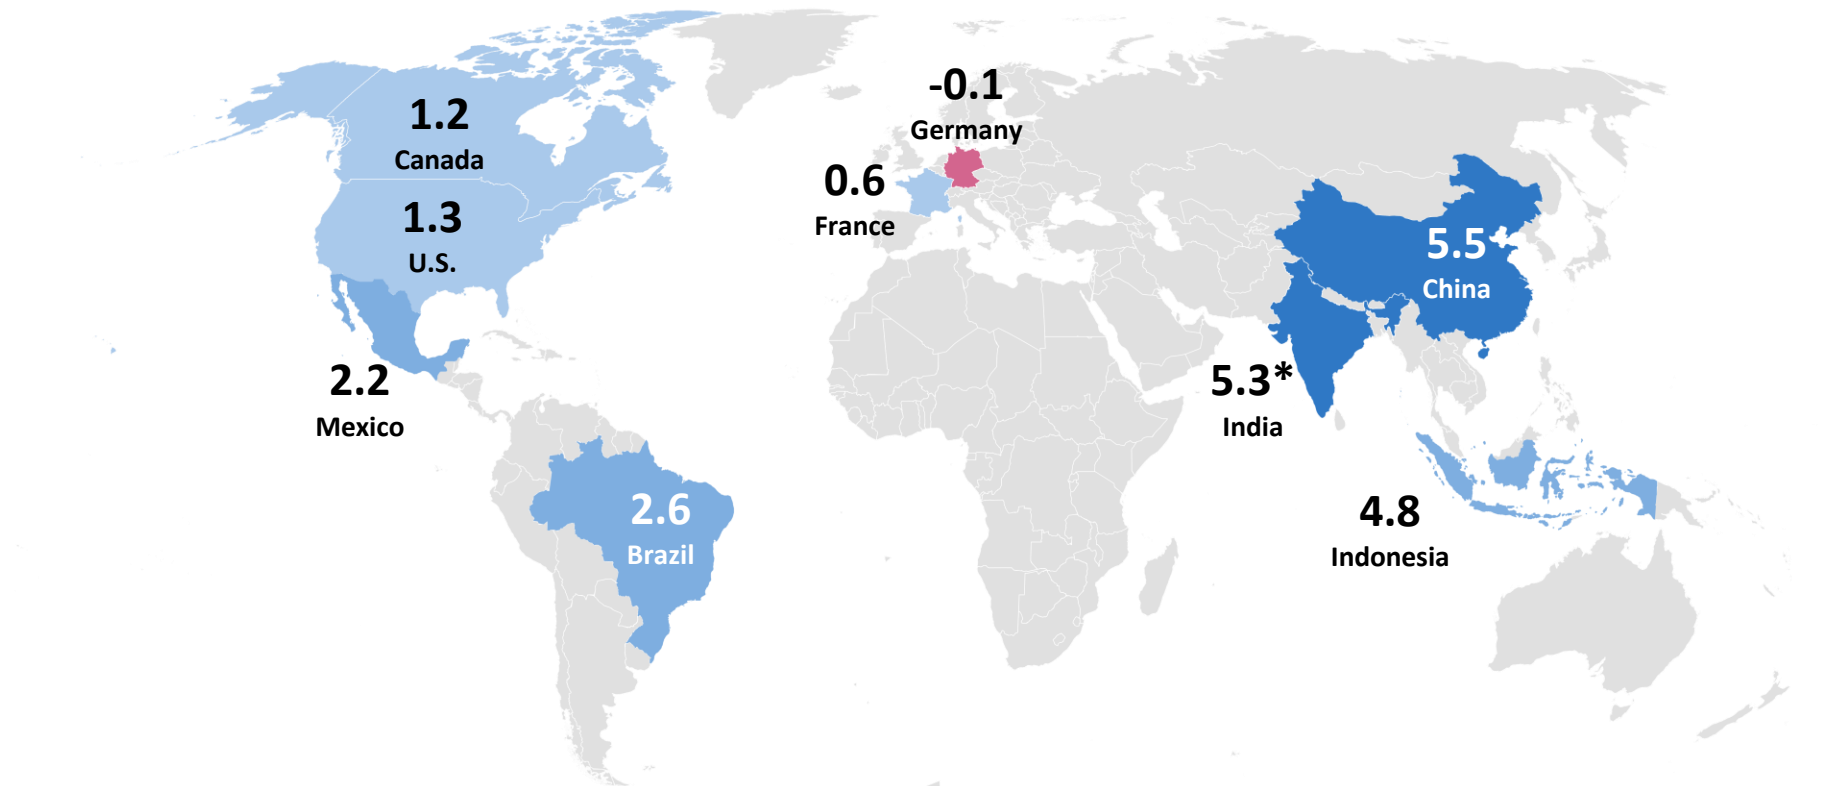 -0.1
Germany
1.2
Canada
0.6
France
1.3
U.S.
5.5
China
2.2
Mexico
5.3*
India
2.6
Brazil
4.8
Indonesia